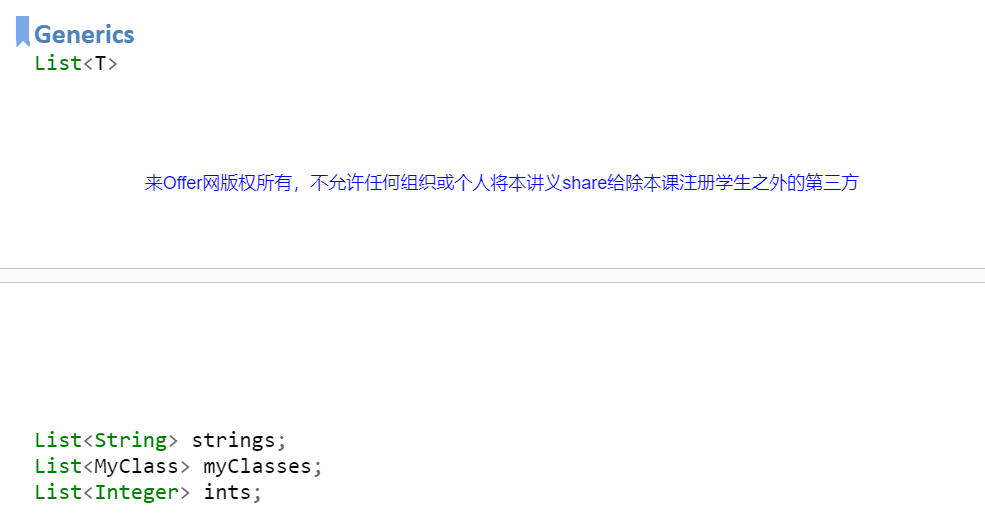 Generics
List<T>
来Offer网版权所有，不允许任何组织或个人将本讲义share给除本课注册学生之外的第三方
List<String> strings;
List<MyClass> myClasses;
List<Integer> ints;